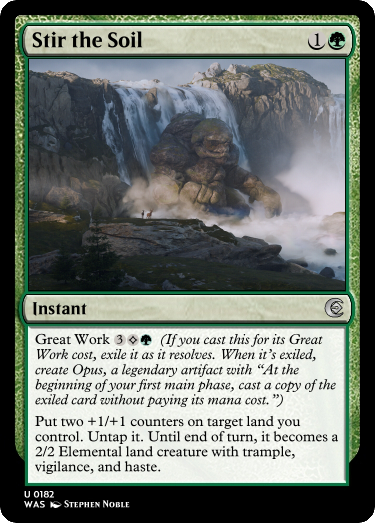 Stir the Soil 1
Instant
Great Work 3 (If you cast this for its Great
Work cost, exile it as it resolves. When it's exiled,
create Opus, a legendary artifact with “At the
beginning of your first main phase, cast a copy of the
exiled card without paying its mana cost.”)
Put two +1/+1 counters on target land you
control. Untap it. Until end of turn, it becomes a
2/2 Elemental land creature with trample,
vigilance, and haste.
U 0182
WAS Stephen Noble